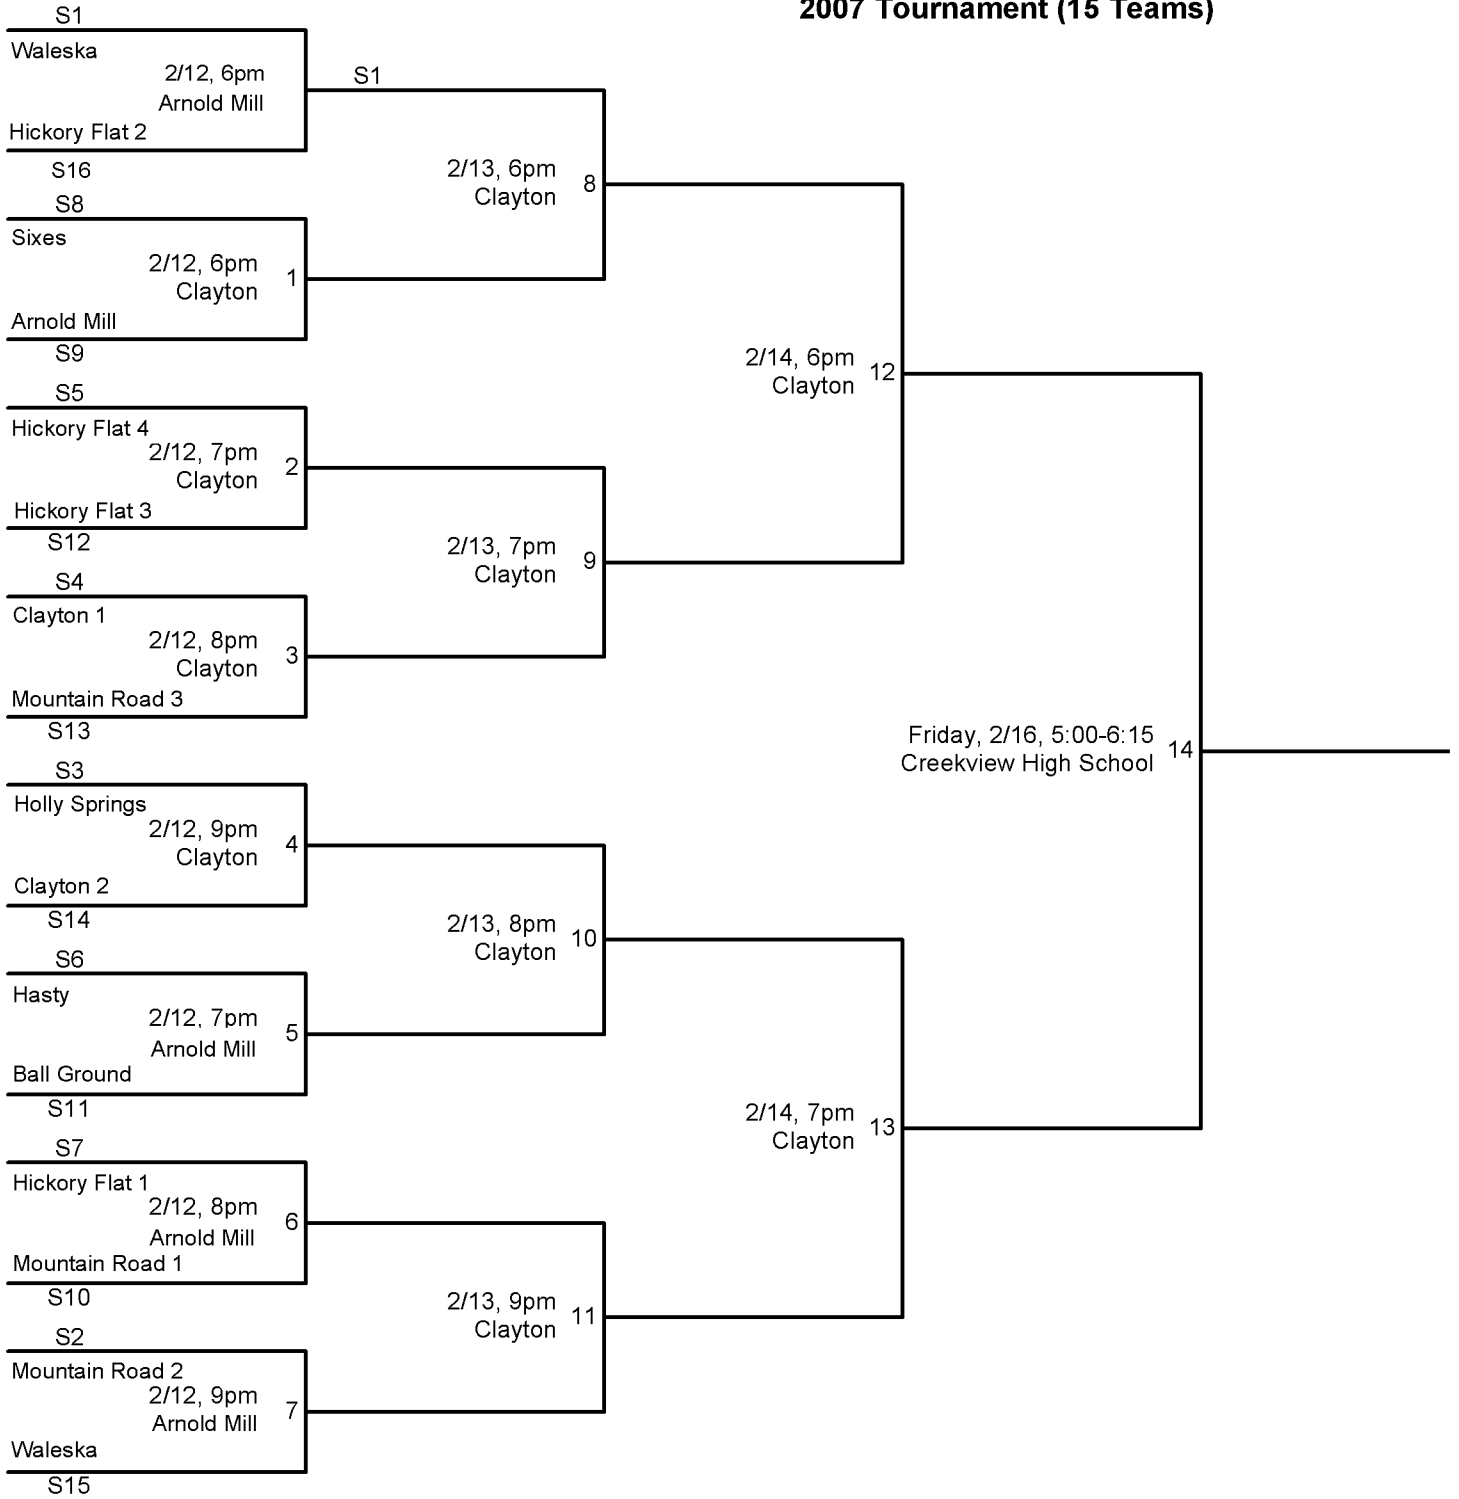 2007 Tournament (15 Teams)
S1
Waleska
2/12, 6pm
Arnold Mill
Hickory Flat 2
S16
S1
S8
Sixes
2/12, 6pm
Clayton
1
Arnold Mill
S9
2/13, 6pm
Clayton
8
S5
Hickory Flat 4
2/12, 7pm
Clayton
2
Hickory Flat 3
S12
2/14, 6pm
Clayton
12
S4
Clayton 1
2/12, 8pm
Clayton
3
Mountain Road 3
S13
2/13, 7pm
Clayton
9
Friday, 2/16, 5:00-6:15
Creekview High School
14
S3
Holly Springs
2/12, 9pm
Clayton
4
Clayton 2
S14
2/13, 8pm
Clayton
10
S6
Hasty
2/12, 7pm
Arnold Mill
5
Ball Ground
S11
2/14, 7pm
Clayton
13
S7
Hickory Flat 1
2/12, 8pm
Arnold Mill
6
Mountain Road 1
S10
2/13, 9pm
Clayton
11
S2
Mountain Road 2
2/12, 9pm
Arnold Mill
7
Waleska
S15